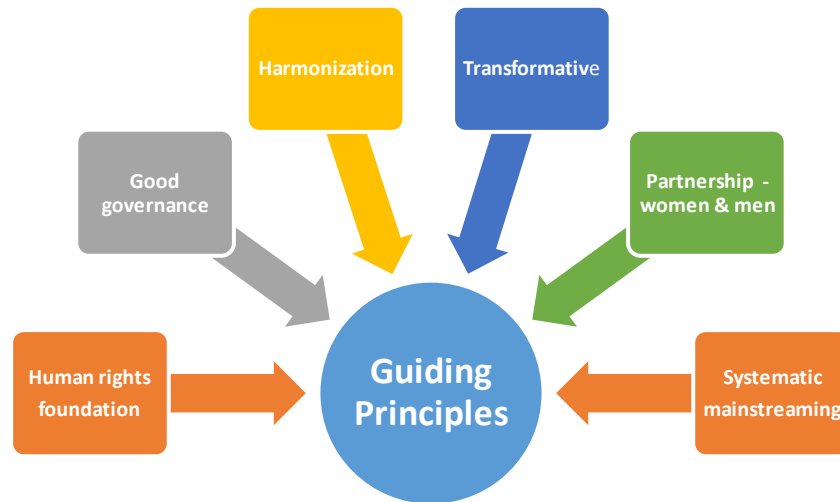 Harmonization
Transformative
Good
governance
Partnership -
women & men
Human rights
foundation
Guiding
Principles
Systematic
mainstreaming